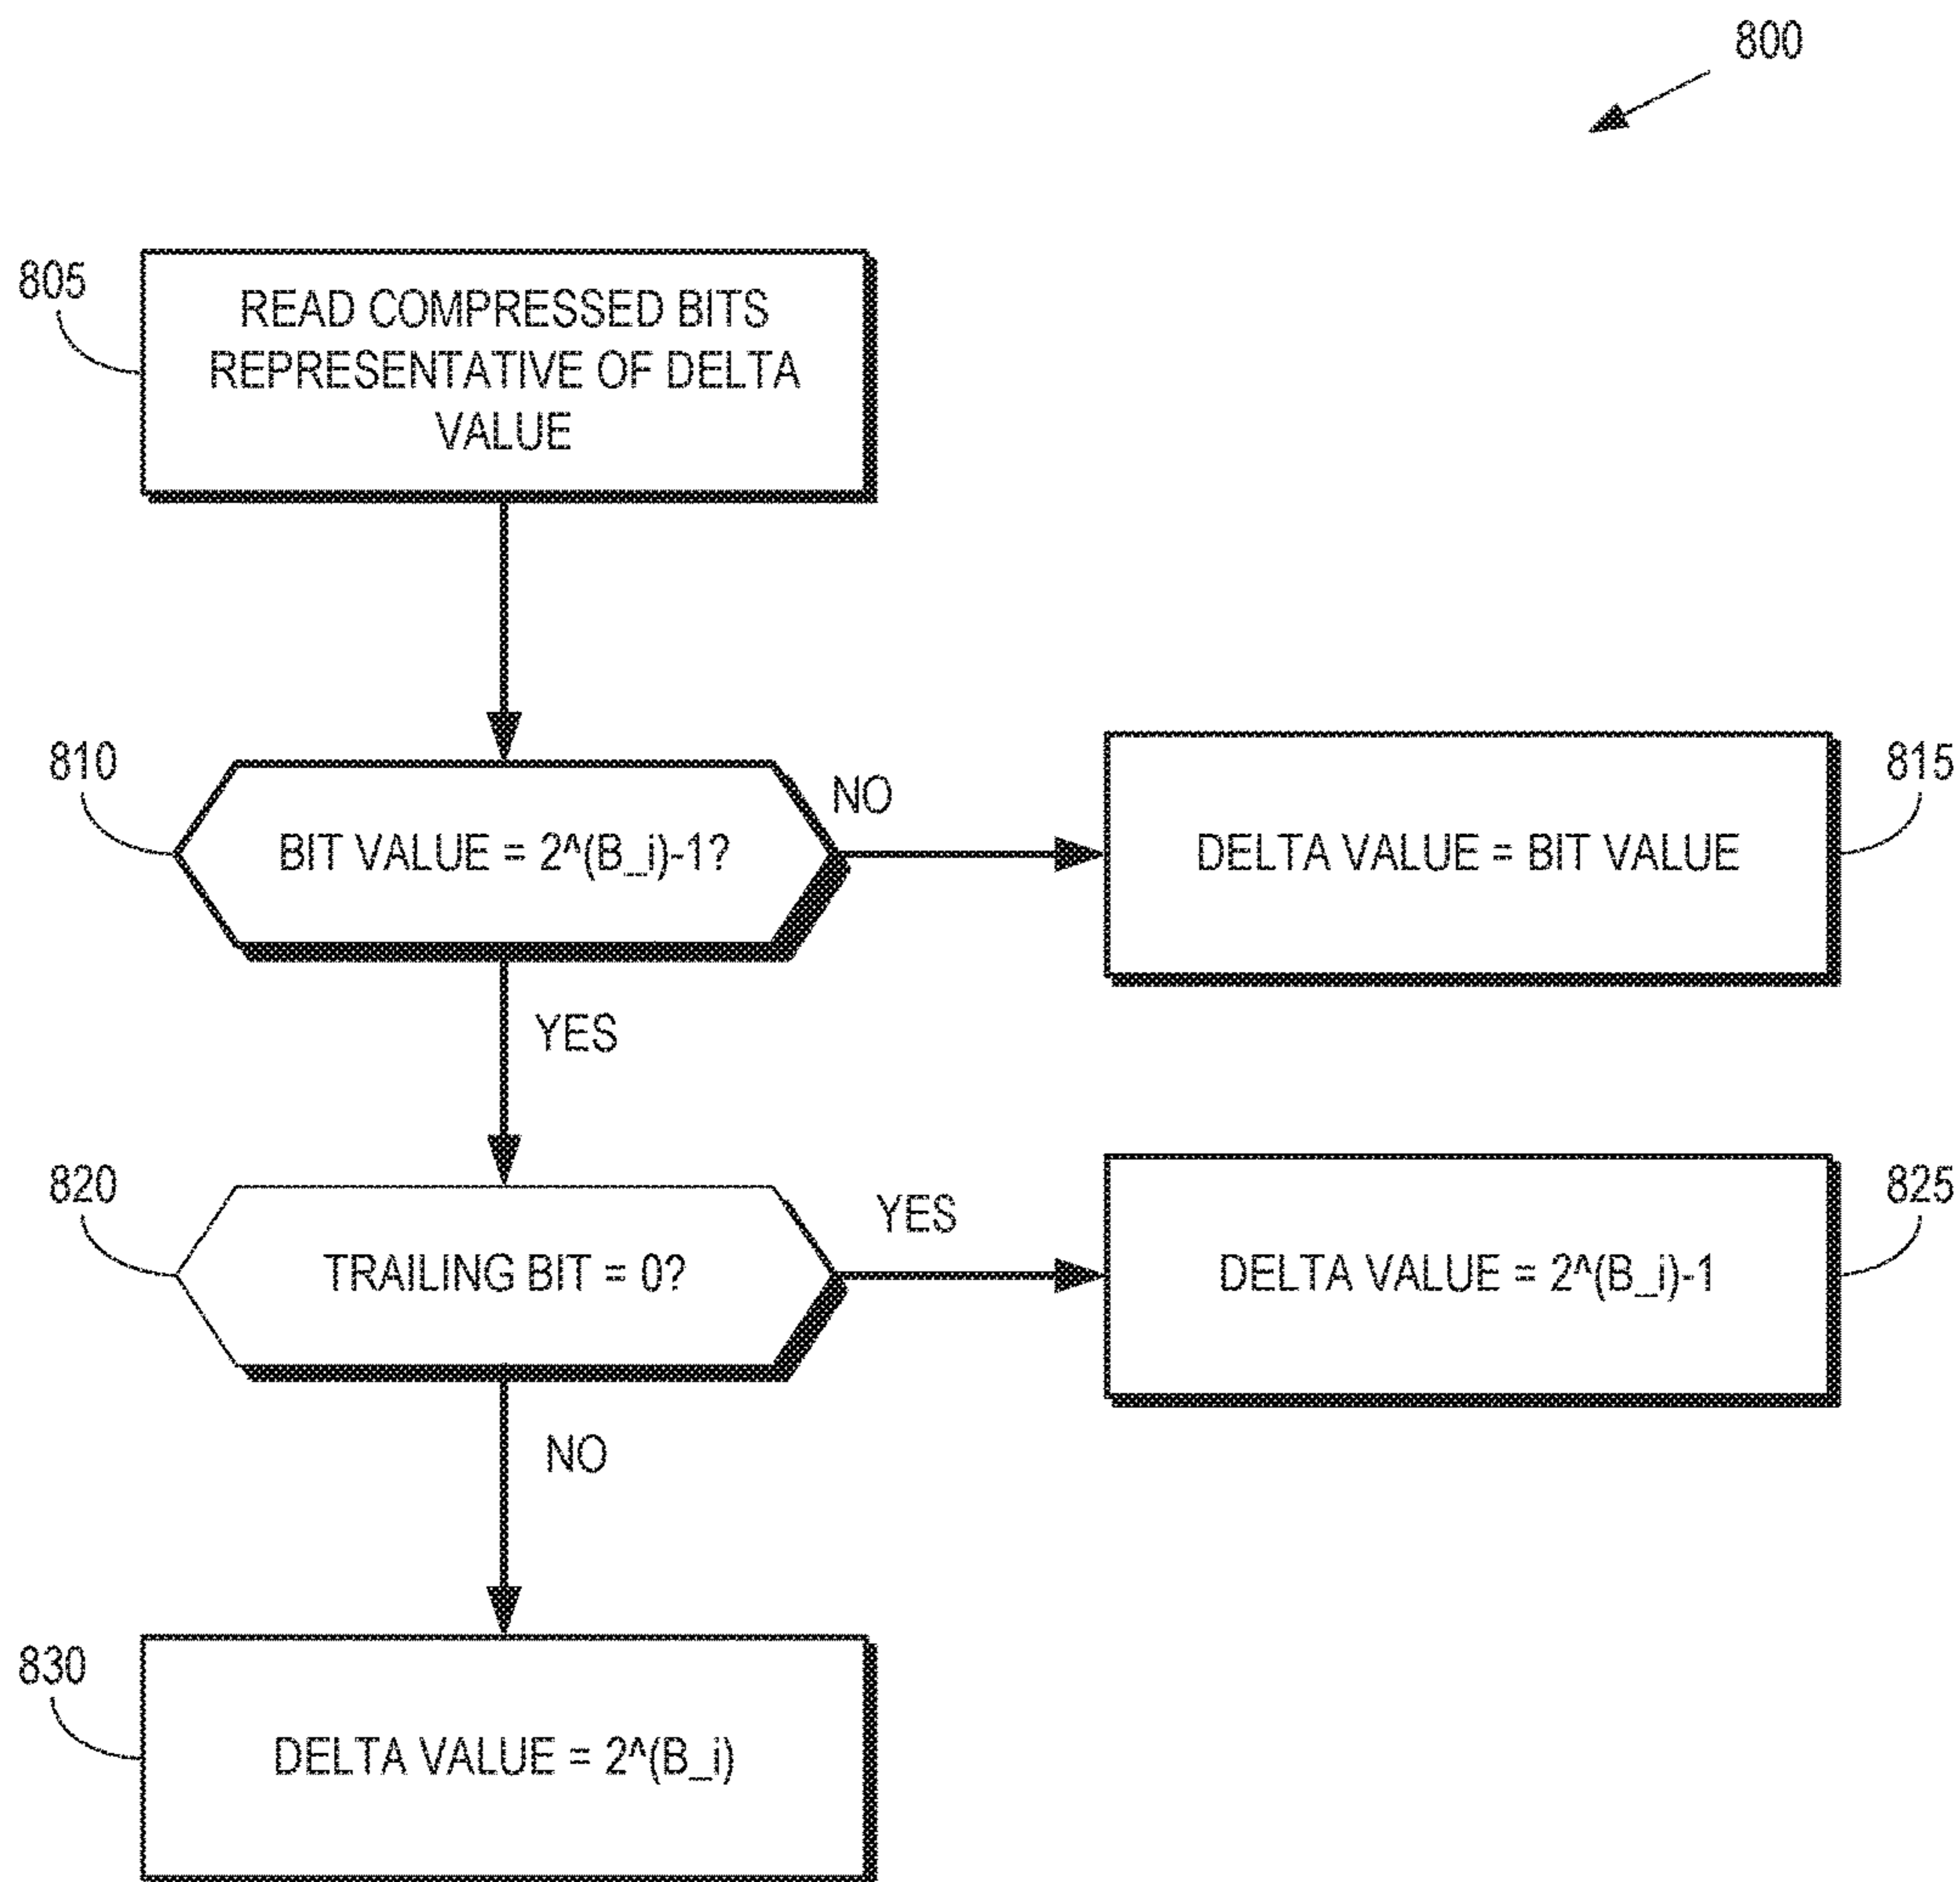 800
805
READ COMPRESSED BITS
REPRESENTATIVE OF DELTA
VALUE
810
BIT VALUE = 2^(B_i)-1?
NO
DELTA VALUE = BIT VALUE
815
YES
820
TRAILING BIT = 0?
YES
DELTA VALUE = 2^(B_i)-1
825
NO
830
DELTA VALUE = 2^(B_i)